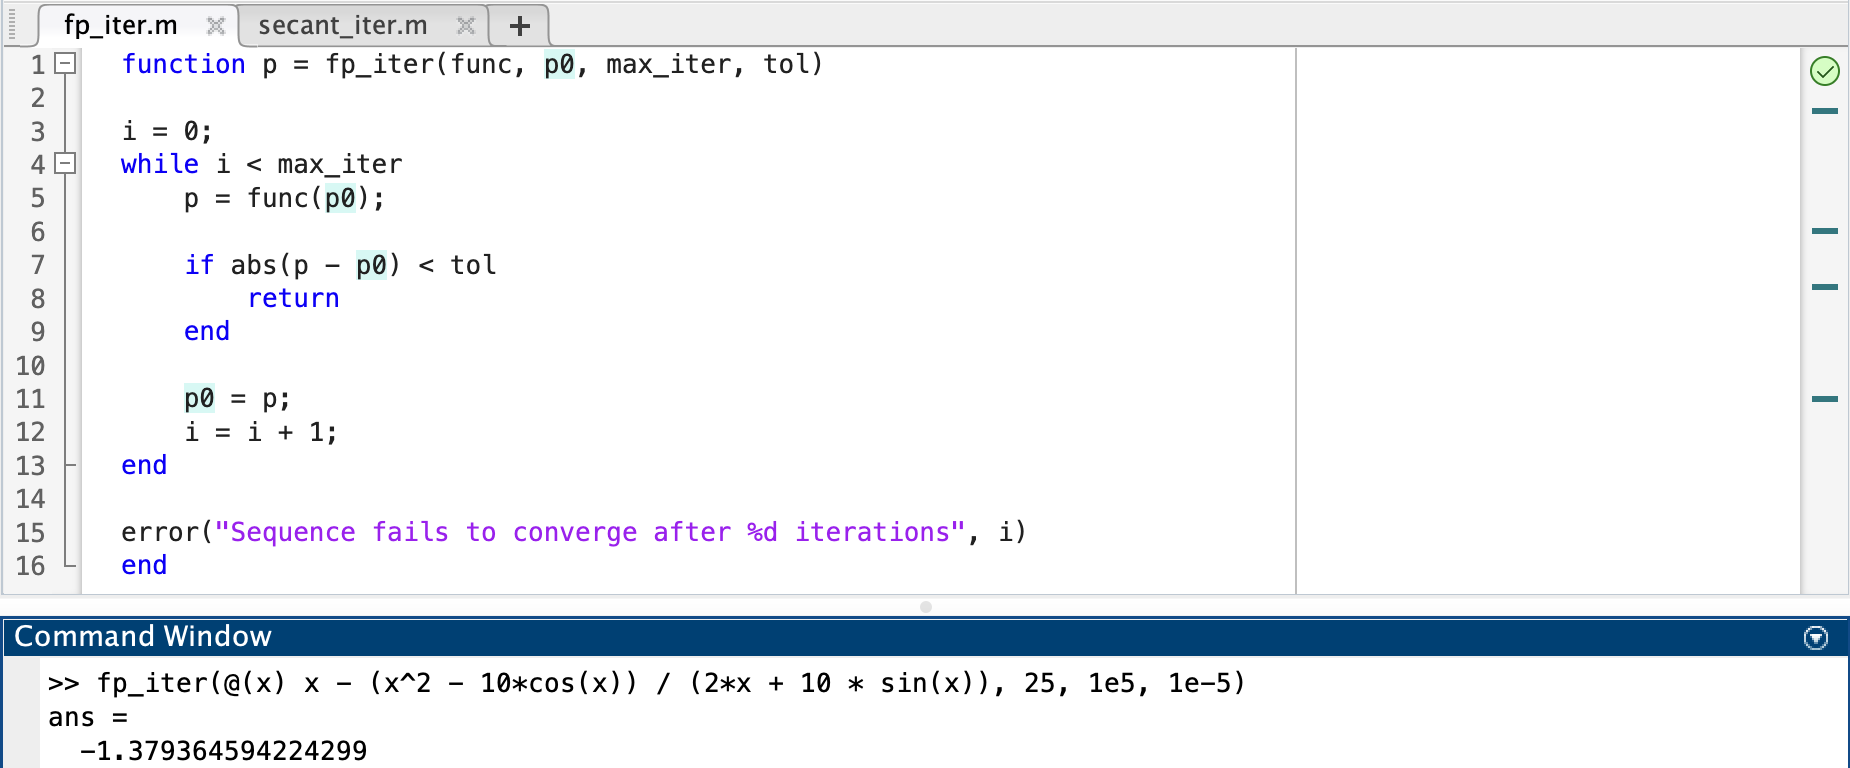 fp_iter.m secant_iter.m +
1 function p = fp_iter(func, p0, max_iter, tol)
2
3 i = 0;
4 while i < max_iter
5 p = func(p0);
6
7 if abs(p - p0) < tol
8 return
9 end
10
11 p0 = p;
12 i = i + 1;
13 end
14
15 error("Sequence fails to converge after %d iterations", i)
16 end
Command Window
>> fp_iter(@(x) x - (x^2 - 10*cos(x)) / (2*x + 10 * sin(x)), 25, 1e5, 1e-5)
ans =
-1.379364594224299